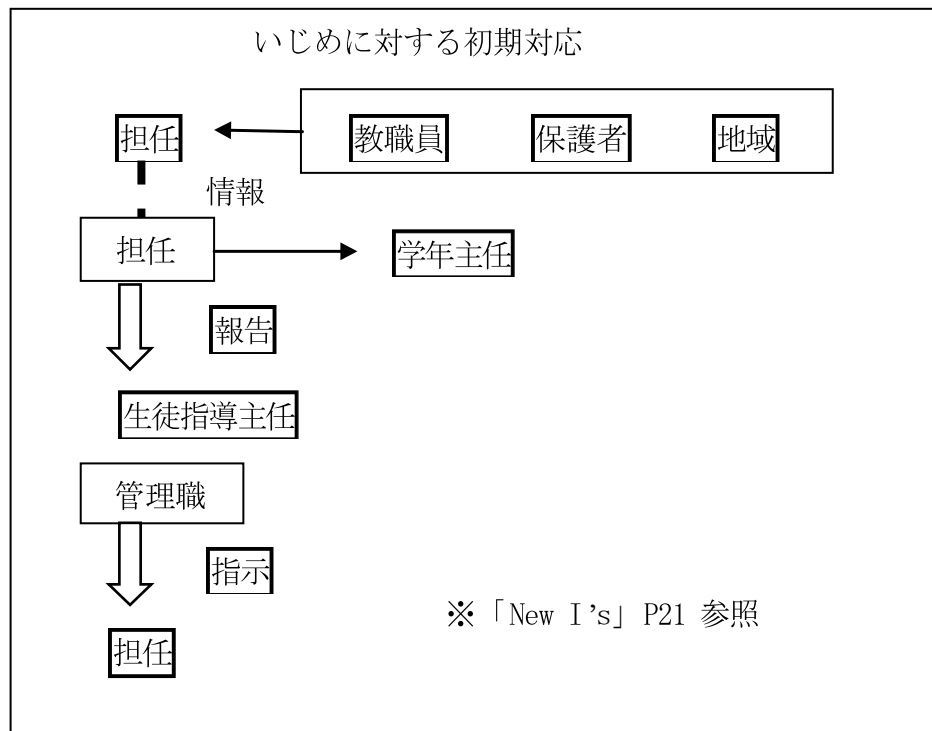 いじめに対する初期対応
担任 教職員 保護者 地域
情報
担任 学年主任
報告
生徒指導主任
管理職
指示
※「New I’s」P21 参照
担任